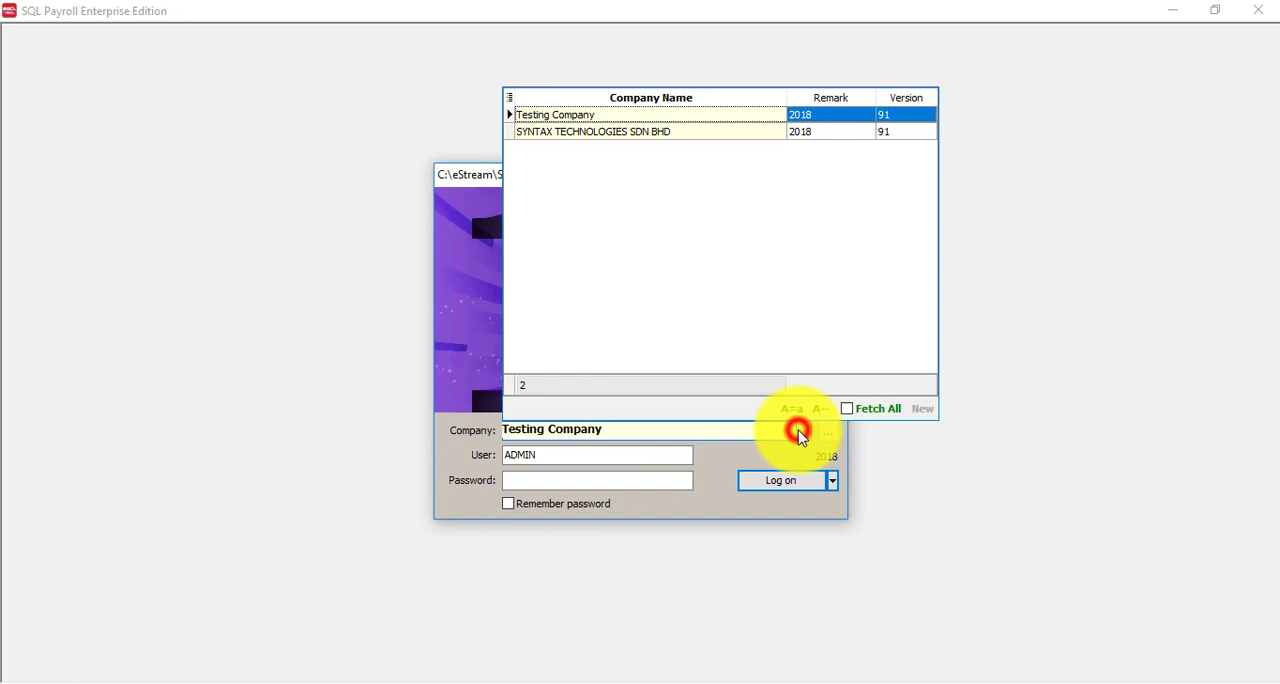 SQL Payroll Enterprise Edition
Company Name Remark Version
Testing Company 2018 91
SYNTAX TECHNOLOGIES SDN BHD 2018 91
C:\eStream\S
2
A=a A-- Fetch All New
Company: Testing Company ...
User: ADMIN 2018
Password: Log on
Remember password